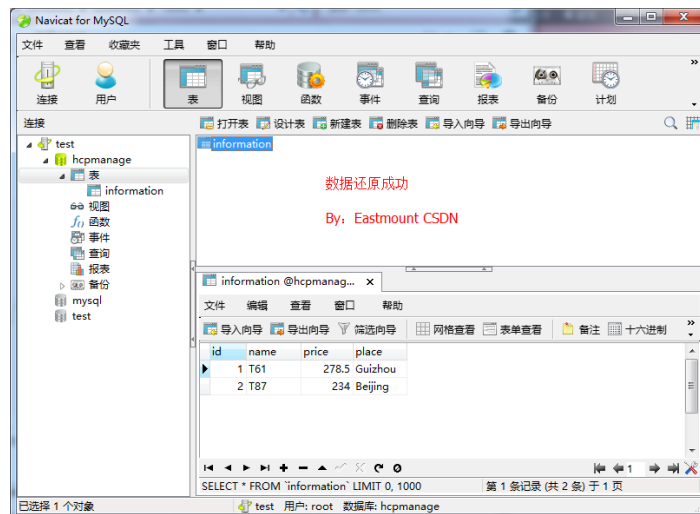 Navicat for MySQL
文件 查看 收藏夹 工具 窗口 帮助
连接 用户 表 视图 函数 事件 查询 报表 备份 计划
连接 打开表 设计表 新建表 删除表 导入向导 导出向导
test
hcpmanage
表
information
视图
函数
事件
查询
报表
备份
mysql
test
information
数据还原成功
By：Eastmount CSDN
information @hcpmanag...
文件 编辑 查看 窗口 帮助
导入向导 导出向导 筛选向导 网格查看 表单查看 备注 十六进制
id name price place
1 T61 278.5 Guizhou
2 T87 234 Beijing
1
SELECT * FROM `information` LIMIT 0, 1000 第 1 条记录 (共 2 条) 于 1 页
已选择 1 个对象 test 用户: root 数据库: hcpmanage